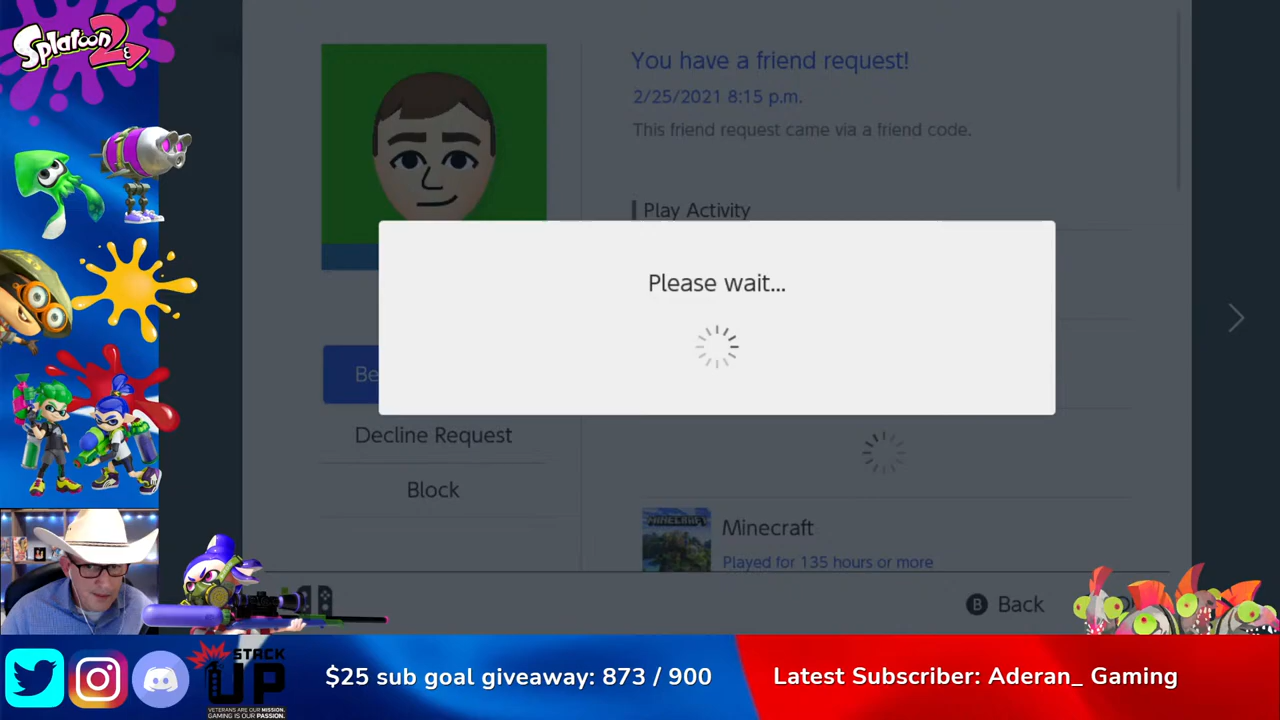 Splatoon 2
You have a friend request!
2/25/2021 8:15 p.m.
This friend request came via a friend code.
Play Activity
Please wait...
Be
Decline Request
Block
MINECRAFT
Minecraft
Played for 135 hours or more
B Back
STACK
UP
VETERANS ARE OUR MISSION.
GAMING IS OUR PASSION.
$25 sub goal giveaway: 873 / 900
Latest Subscriber: Aderan_ Gaming